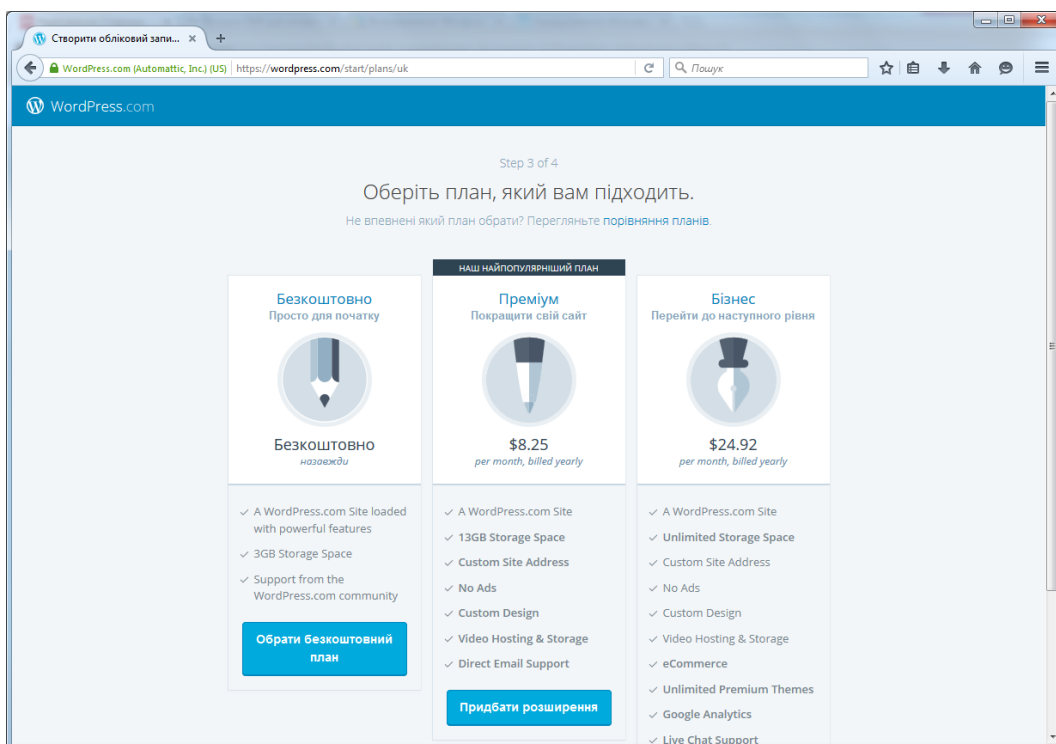 Створити обліковий запи...
WordPress.com (Automattic, Inc.) (US)
https://wordpress.com/start/plans/uk
Пошук
WordPress.com
Step 3 of 4
Оберіть план, який вам підходить.
Не впевнені який план обрати? Перегляньте порівняння планів.
НАШ НАЙПОПУЛЯРНІШИЙ ПЛАН
Безкоштовно
Просто для початку
Безкоштовно
назавжди
A WordPress.com Site loaded
with powerful features
3GB Storage Space
Support from the
WordPress.com community
Обрати безкоштовний
план
Преміум
Покращити свій сайт
$8.25
per month, billed yearly
A WordPress.com Site
13GB Storage Space
Custom Site Address
No Ads
Custom Design
Video Hosting & Storage
Direct Email Support
Придбати розширення
Бізнес
Перейти до наступного рівня
$24.92
per month, billed yearly
A WordPress.com Site
Unlimited Storage Space
Custom Site Address
No Ads
Custom Design
Video Hosting & Storage
eCommerce
Unlimited Premium Themes
Google Analytics
Live Chat Support